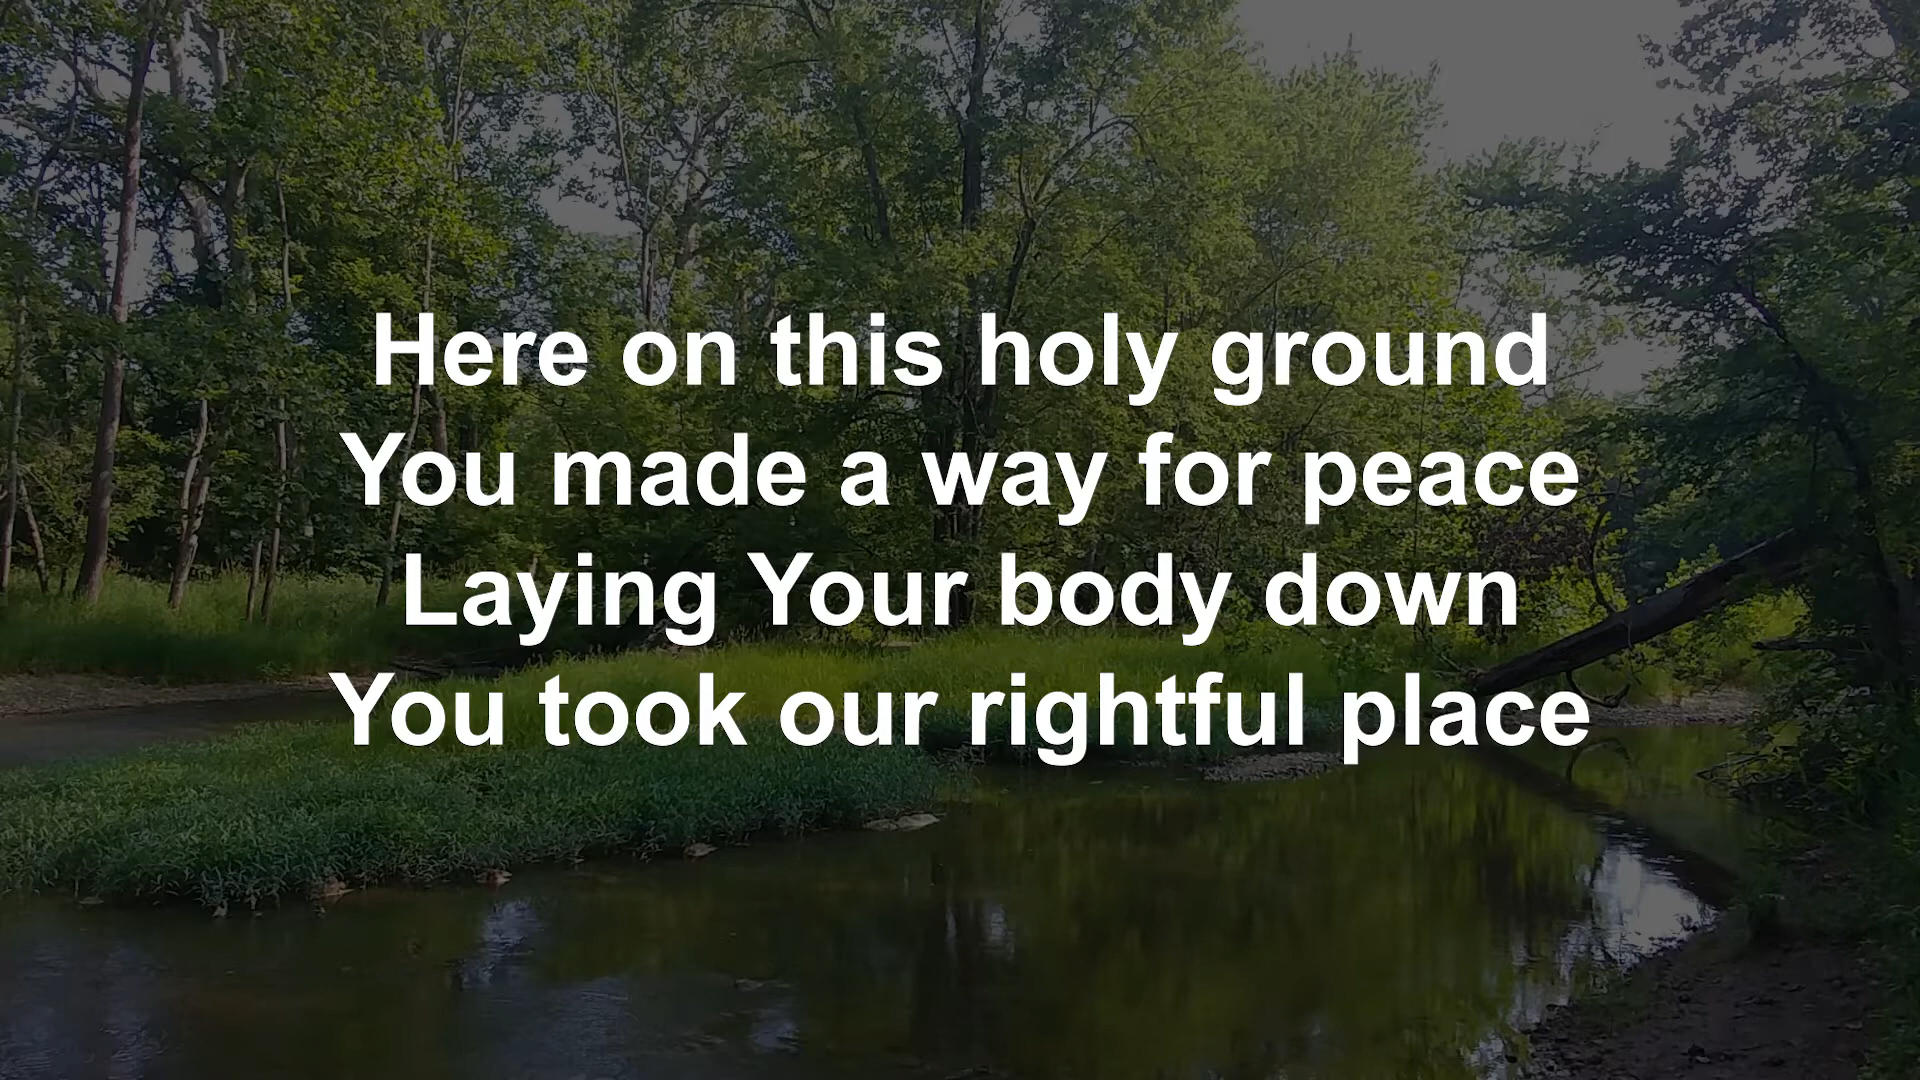 Here on this holy ground
You made a way for peace
Laying Your body down
You took our rightful place